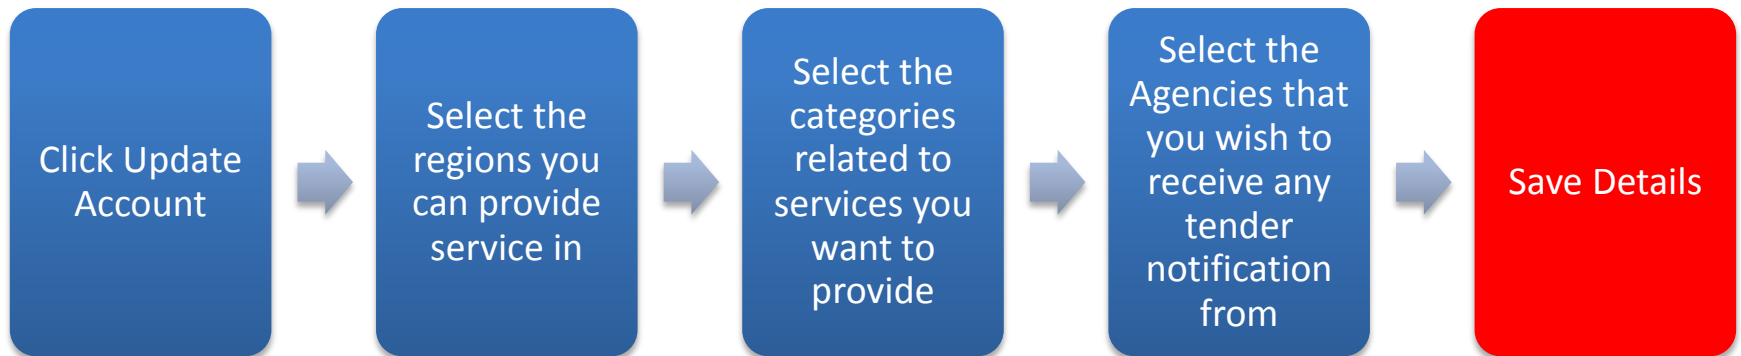 Click Update
Account
Select the
regions you
can provide
service in
Select the
categories
related to
services you
want to
provide
Select the
Agencies that
you wish to
receive any
tender
notification
from
Save Details